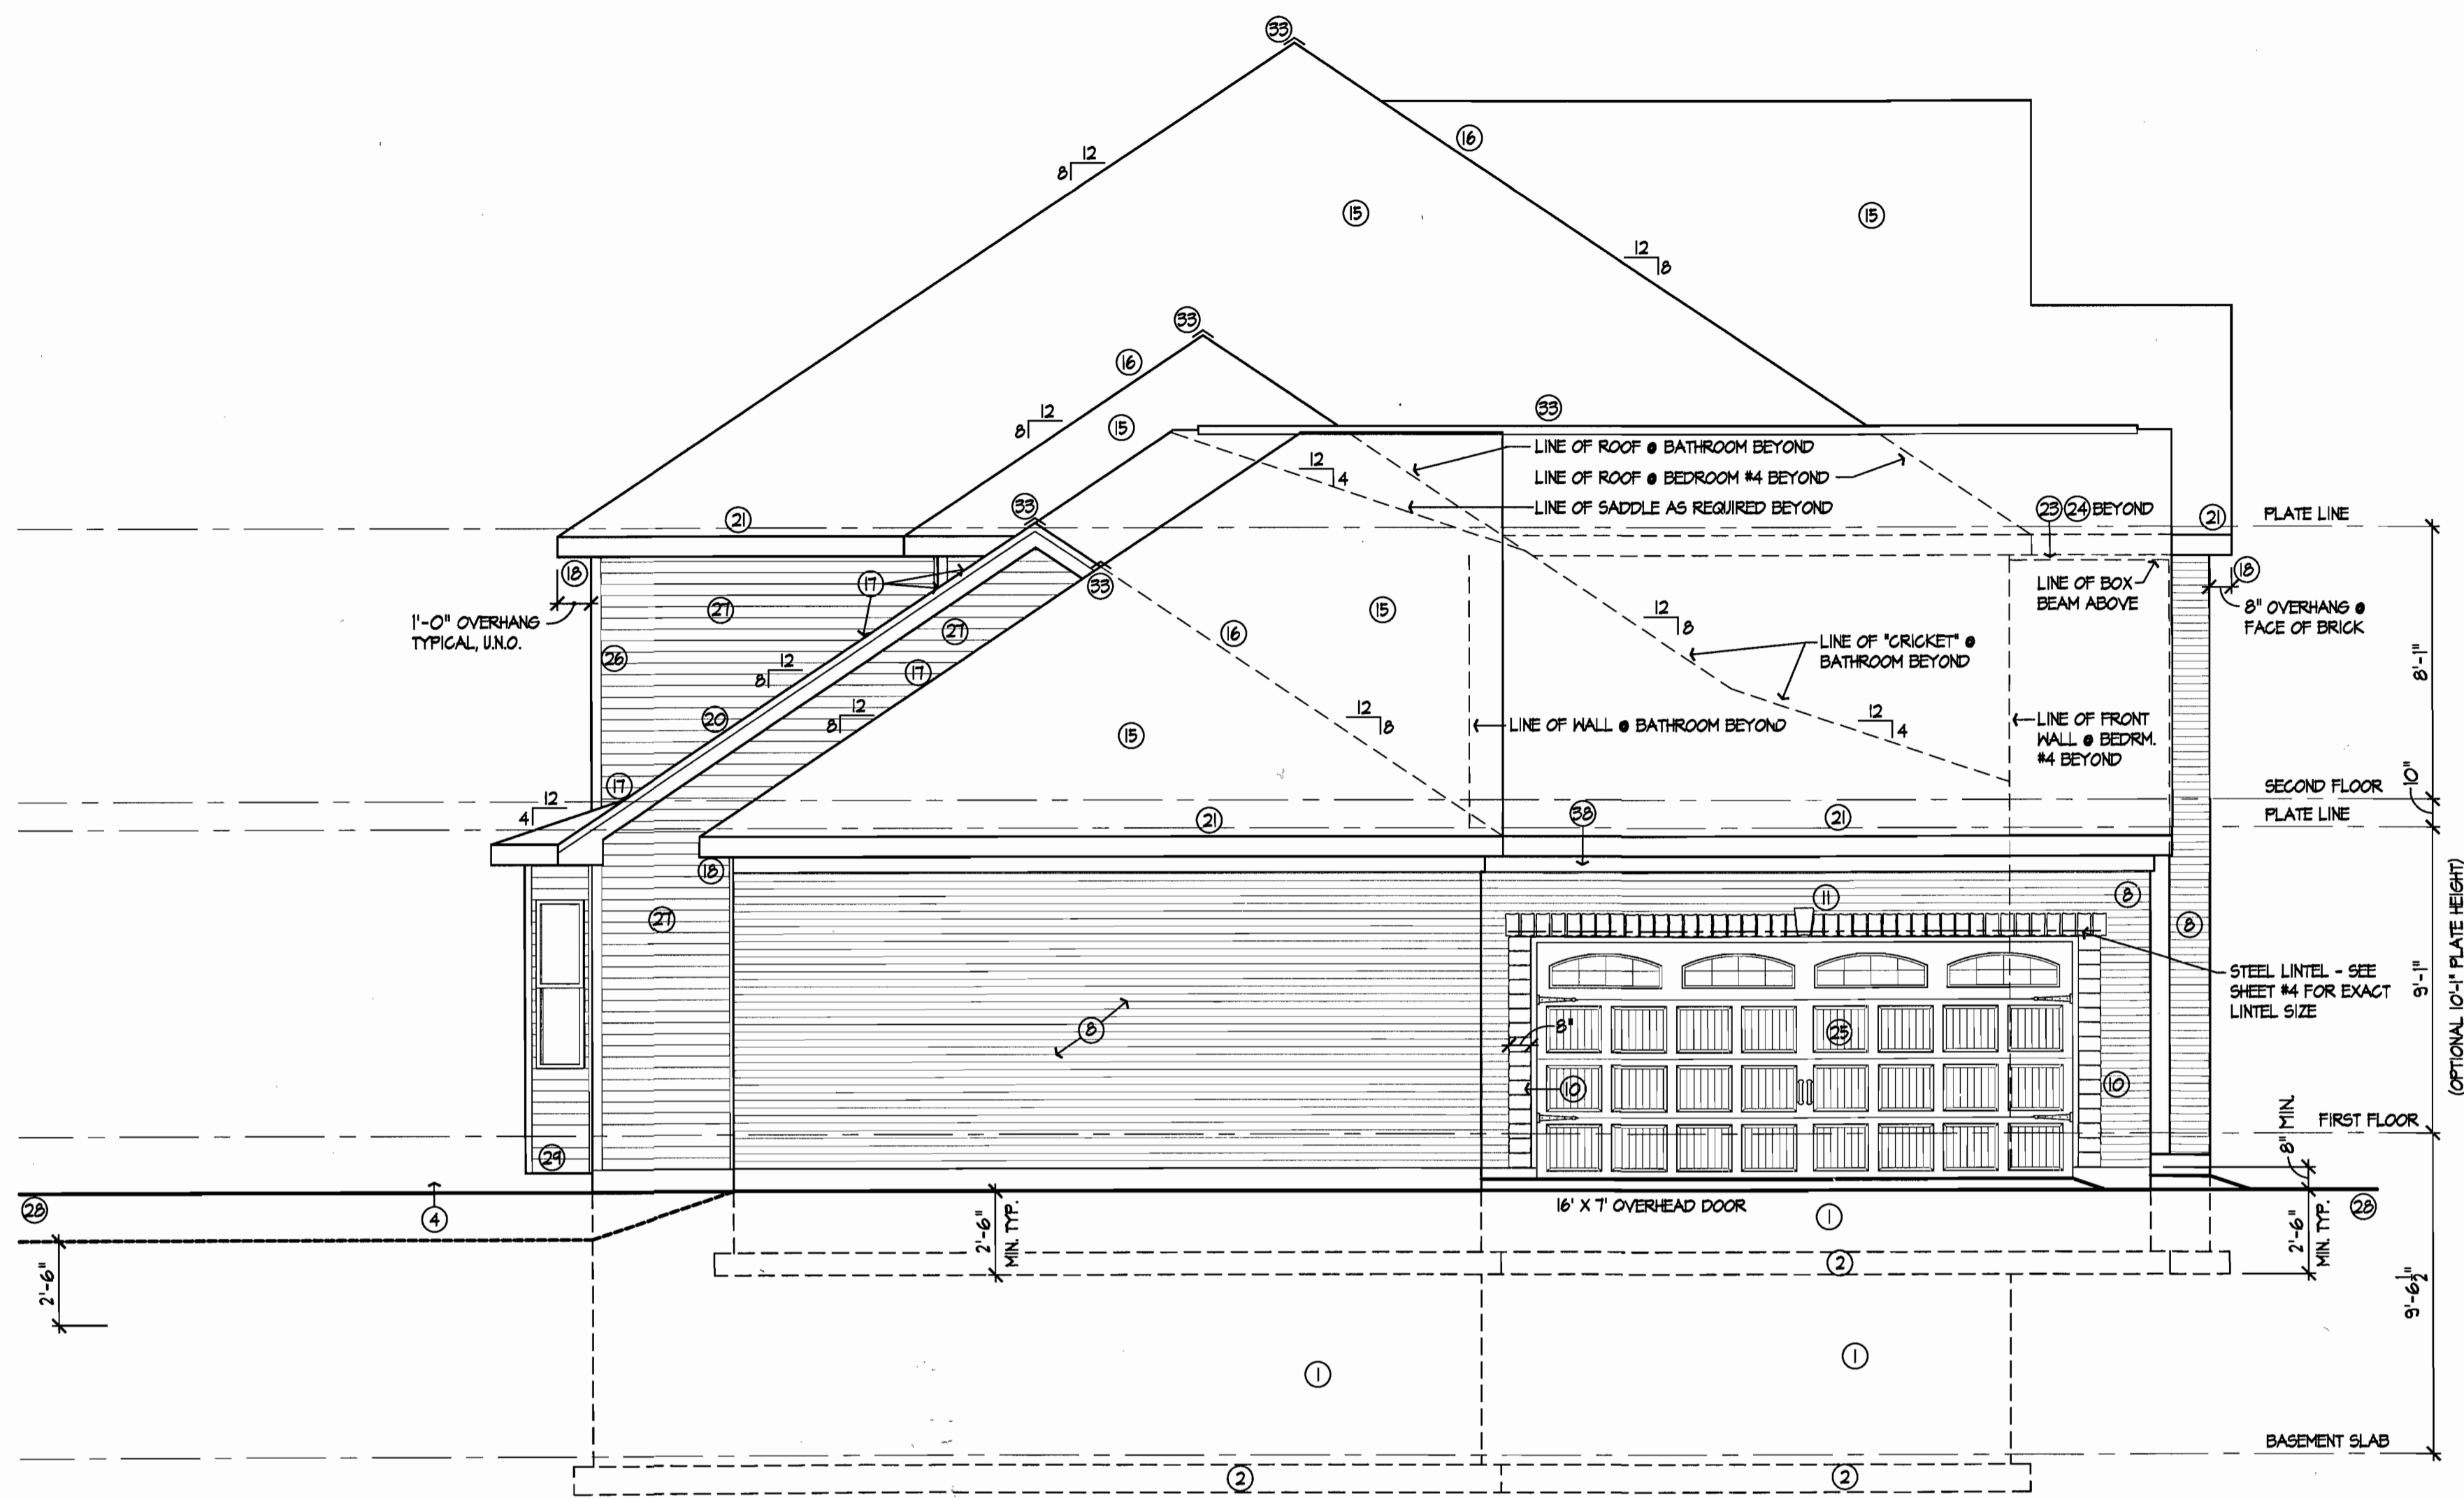 33
16
12
8
15
15
12
8
33
16
12
8
33
15
LINE OF ROOF @ BATHROOM BEYOND
12
4
LINE OF ROOF @ BEDROOM #4 BEYOND
33
LINE OF SADDLE AS REQUIRED BEYOND
23 24 BEYOND
21
21
PLATE LINE
18
17
33
15
LINE OF BOX
BEAM ABOVE
18
1'-0" OVERHANG
TYPICAL, U.N.O.
27
27
16
12
8
8" OVERHANG @
FACE OF BRICK
26
12
8
17
LINE OF "CRICKET" @
BATHROOM BEYOND
8'-1"
20
12
8
15
12
8
LINE OF WALL @ BATHROOM BEYOND
12
4
LINE OF FRONT
WALL @ BEDRM.
#4 BEYOND
17
12
4
SECOND FLOOR
10"
21
38
21
PLATE LINE
18
27
11
8
8
STEEL LINTEL - SEE
SHEET #4 FOR EXACT
LINTEL SIZE
9'-1"
(OPTIONAL 10'-1" PLATE HEIGHT)
8
8"
25
10
10
29
8" MIN.
FIRST FLOOR
28
4
2'-6"
MIN. TYP.
16' X 7' OVERHEAD DOOR
1
28
2'-6"
2
2'-6"
MIN. TYP.
9'-6 1/2"
1
1
BASEMENT SLAB
2
2